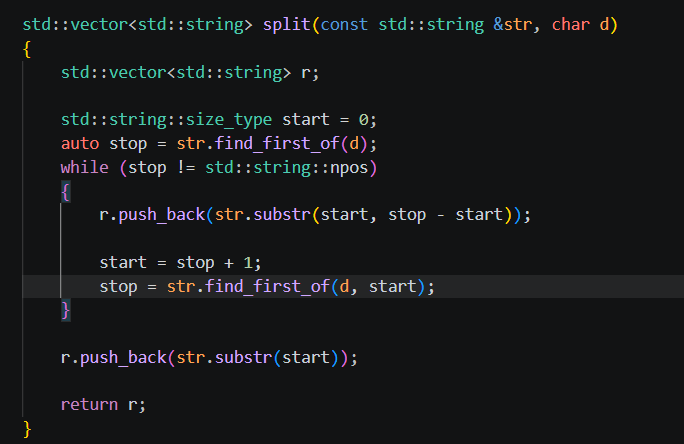 std::vector<std::string> split(const std::string &str, char d)
{
    std::vector<std::string> r;

    std::string::size_type start = 0;
    auto stop = str.find_first_of(d);
    while (stop != std::string::npos)
    {
        r.push_back(str.substr(start, stop - start));

        start = stop + 1;
        stop = str.find_first_of(d, start);
    }

    r.push_back(str.substr(start));

    return r;
}